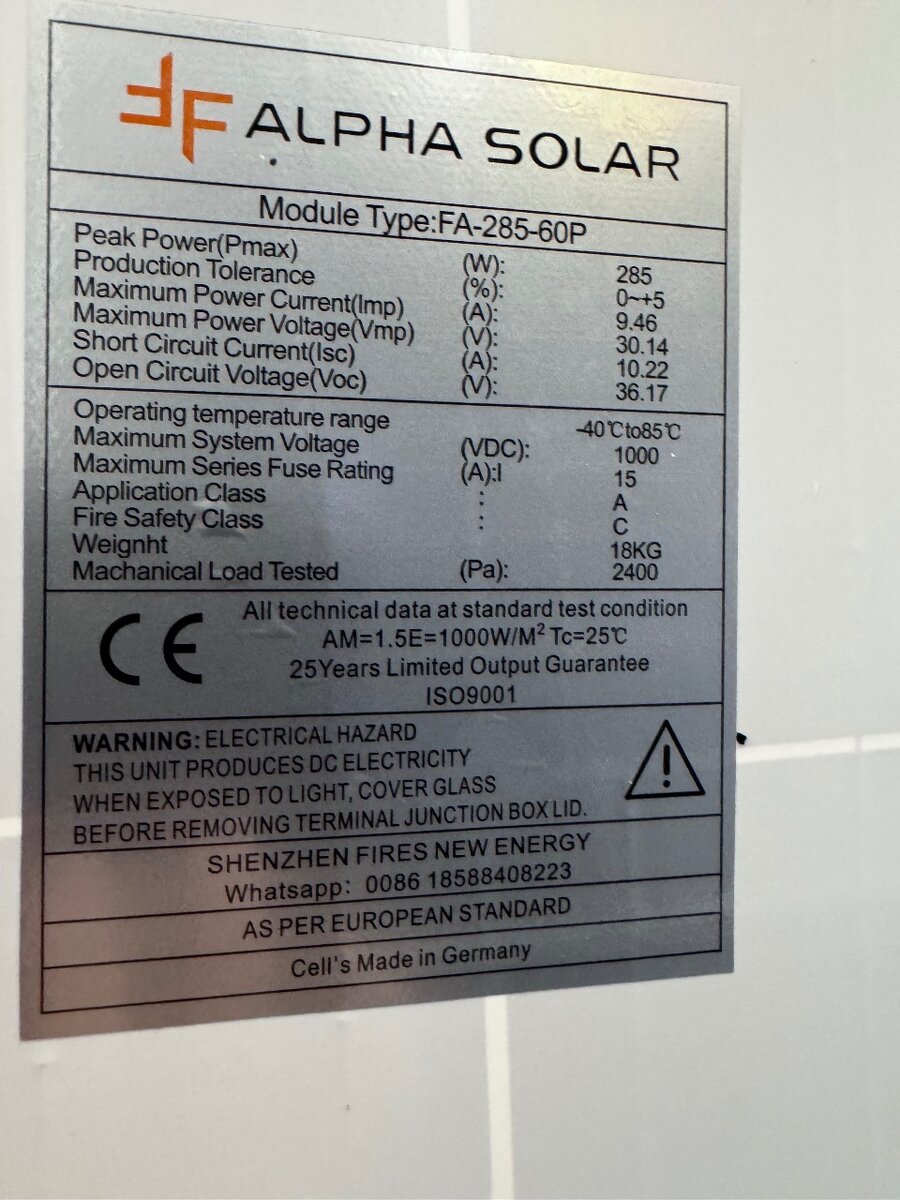 ALPHA SOLAR
Module Type:FA-285-60P
Peak Power(Pmax) (W): 285
Production Tolerance (%): 0~+5
Maximum Power Current(Imp) (A): 9.46
Maximum Power Voltage(Vmp) (V): 30.14
Short Circuit Current(Isc) (A): 10.22
Open Circuit Voltage(Voc) (V): 36.17
Operating temperature range -40℃to85℃
Maximum System Voltage (VDC): 1000
Maximum Series Fuse Rating (A):I 15
Application Class : A
Fire Safety Class : C
Weignht 18KG
Machanical Load Tested (Pa): 2400
CE
All technical data at standard test condition
AM=1.5E=1000W/M² Tc=25℃
25Years Limited Output Guarantee
ISO9001
WARNING: ELECTRICAL HAZARD
THIS UNIT PRODUCES DC ELECTRICITY
WHEN EXPOSED TO LIGHT, COVER GLASS
BEFORE REMOVING TERMINAL JUNCTION BOX LID.
SHENZHEN FIRES NEW ENERGY
Whatsapp: 0086 18588408223
AS PER EUROPEAN STANDARD
Cell's Made in Germany